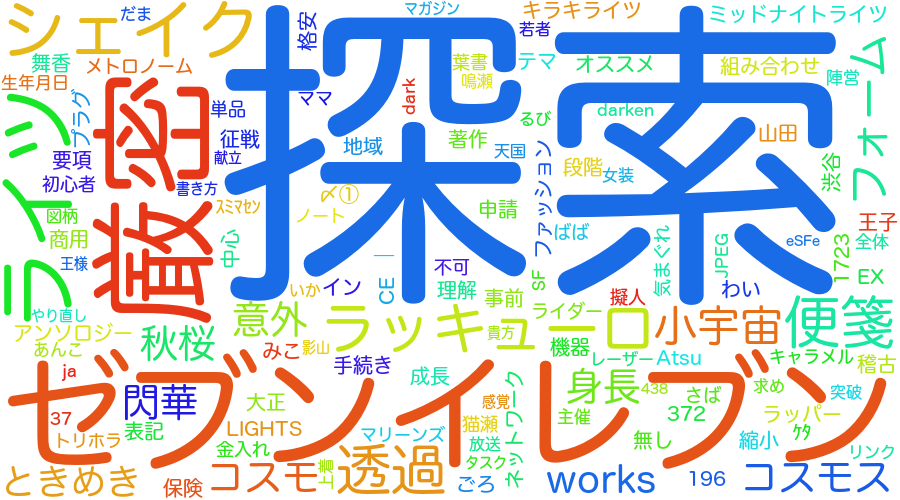 シェイク
だま
格安
マガジン
キラキライツ
若者
ミッドナイトライツ
舞香
メトロノーム
葉書
テマ
オススメ
組み合わせ
生年月日
鳴瀬
陣営
ライツ
プラグ
厳密
単品
ママ
探索
dark
るび
darken
フォーム
征戦
地域
著作
天国
山田
要項
献立
段階
渋谷
初心者
書き方
〆①
女装
ファッション
図柄
ｽﾐﾏｾﾝ
ノート
申請
王子
商用
中心
ばば
気まぐれ
JPEG
eSFe
全体
王様
CE
不可
SF
1723
EX
いか
イン
理解
事前
擬人
わい
やり直し
意外
ラッキューロ
ライダー
小宇宙
便箋
アンソロジー
秋桜
貴方
あんこ
みこ
影山
手続き
機器
レーザー
Atsu
キャラメル
稽古
ゼブンイレブン
ja
閃華
大正
成長
身長
438
さば
求め
突破
37
表記
LIGHTS
感覚
ネットワーク
主催
372
ラッパー
トリホラ
金入れ
マリーンズ
猫瀬
放送
無し
縮小
ｹﾀ
リンク
ときめき
保険
コスモ
上着
透過
タスク
ごろ
works
196
コスモス